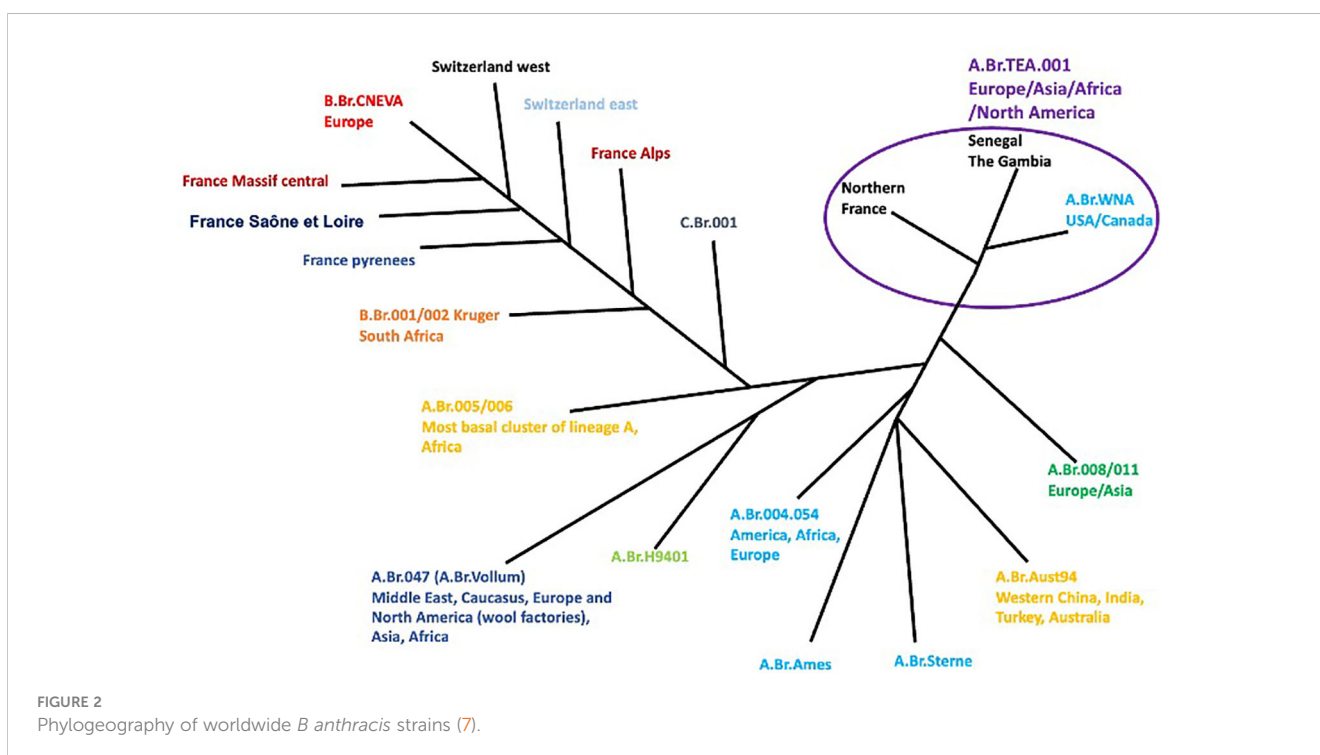 Switzerland west
B.Br.CNEVA
Europe
Switzerland east
France Alps
France Massif central
France Saône et Loire
France pyrenees
C.Br.001
B.Br.001/002 Kruger
South Africa
A.Br.TEA.001
Europe/Asia/Africa
/North America
Senegal
The Gambia
Northern
France
A.Br.WNA
USA/Canada
A.Br.005/006
Most basal cluster of lineage A,
Africa
A.Br.008/011
Europe/Asia
A.Br.004.054
America, Africa,
Europe
A.Br.H9401
A.Br.047 (A.Br.Vollum)
Middle East, Caucasus, Europe and
North America (wool factories),
Asia, Africa
A.Br.Aust94
Western China, India,
Turkey, Australia
A.Br.Ames
A.Br.Sterne
FIGURE 2
Phylogeography of worldwide B anthracis strains (7).